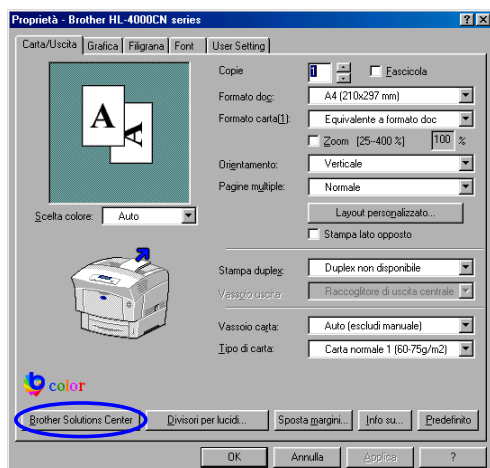 Proprietà - Brother HL-4000CN series
Carta/Uscita Grafica Filigrana Font User Setting
Copie 1 Fascicola
Formato doc: A4 (210x297 mm)
Formato carta(1): Equivalente a formato doc
Zoom (25--400 %) 100 %
Orientamento: Verticale
Pagine multiple: Normale
Scelta colore: Auto
Layout personalizzato...
Stampa lato opposto
Stampa duplex: Duplex non disponibile
Vassoio uscita: Raccoglitore di uscita centrale
Vassoio carta: Auto (escludi manuale)
Tipo di carta: Carta normale 1 (60-75g/m2)
b color
Brother Solutions Center Divisori per lucidi... Sposta margini... Info su... Predefinito
OK Annulla Applica ?